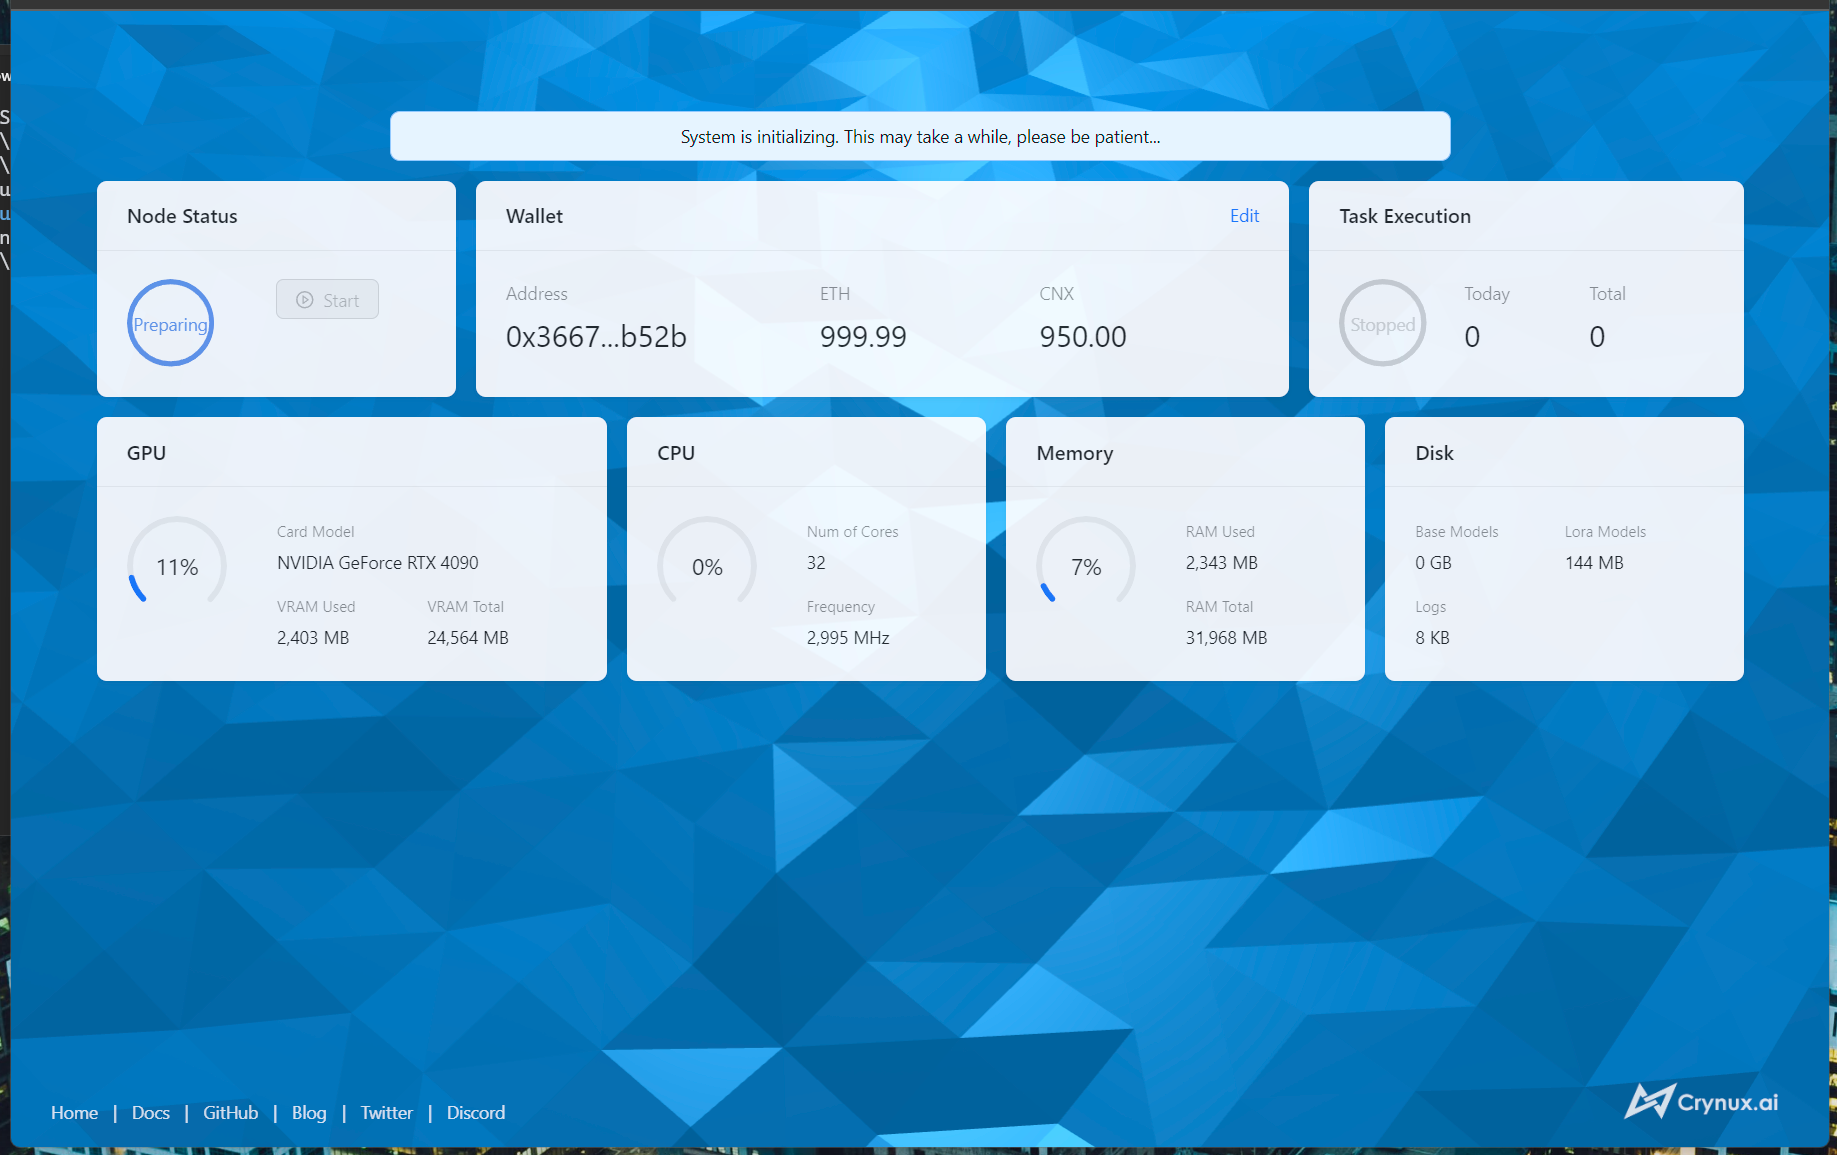 System is initializing. This may take a while, please be patient...
Node Status
Preparing
Start
Wallet
Edit
Address
0x3667...b52b
ETH
999.99
CNX
950.00
Task Execution
Stopped
Today
0
Total
0
GPU
11%
Card Model
NVIDIA GeForce RTX 4090
VRAM Used
2,403 MB
VRAM Total
24,564 MB
CPU
0%
Num of Cores
32
Frequency
2,995 MHz
Memory
7%
RAM Used
2,343 MB
RAM Total
31,968 MB
Disk
Base Models
0 GB
Lora Models
144 MB
Logs
8 KB
Home | Docs | GitHub | Blog | Twitter | Discord
Crynux.ai